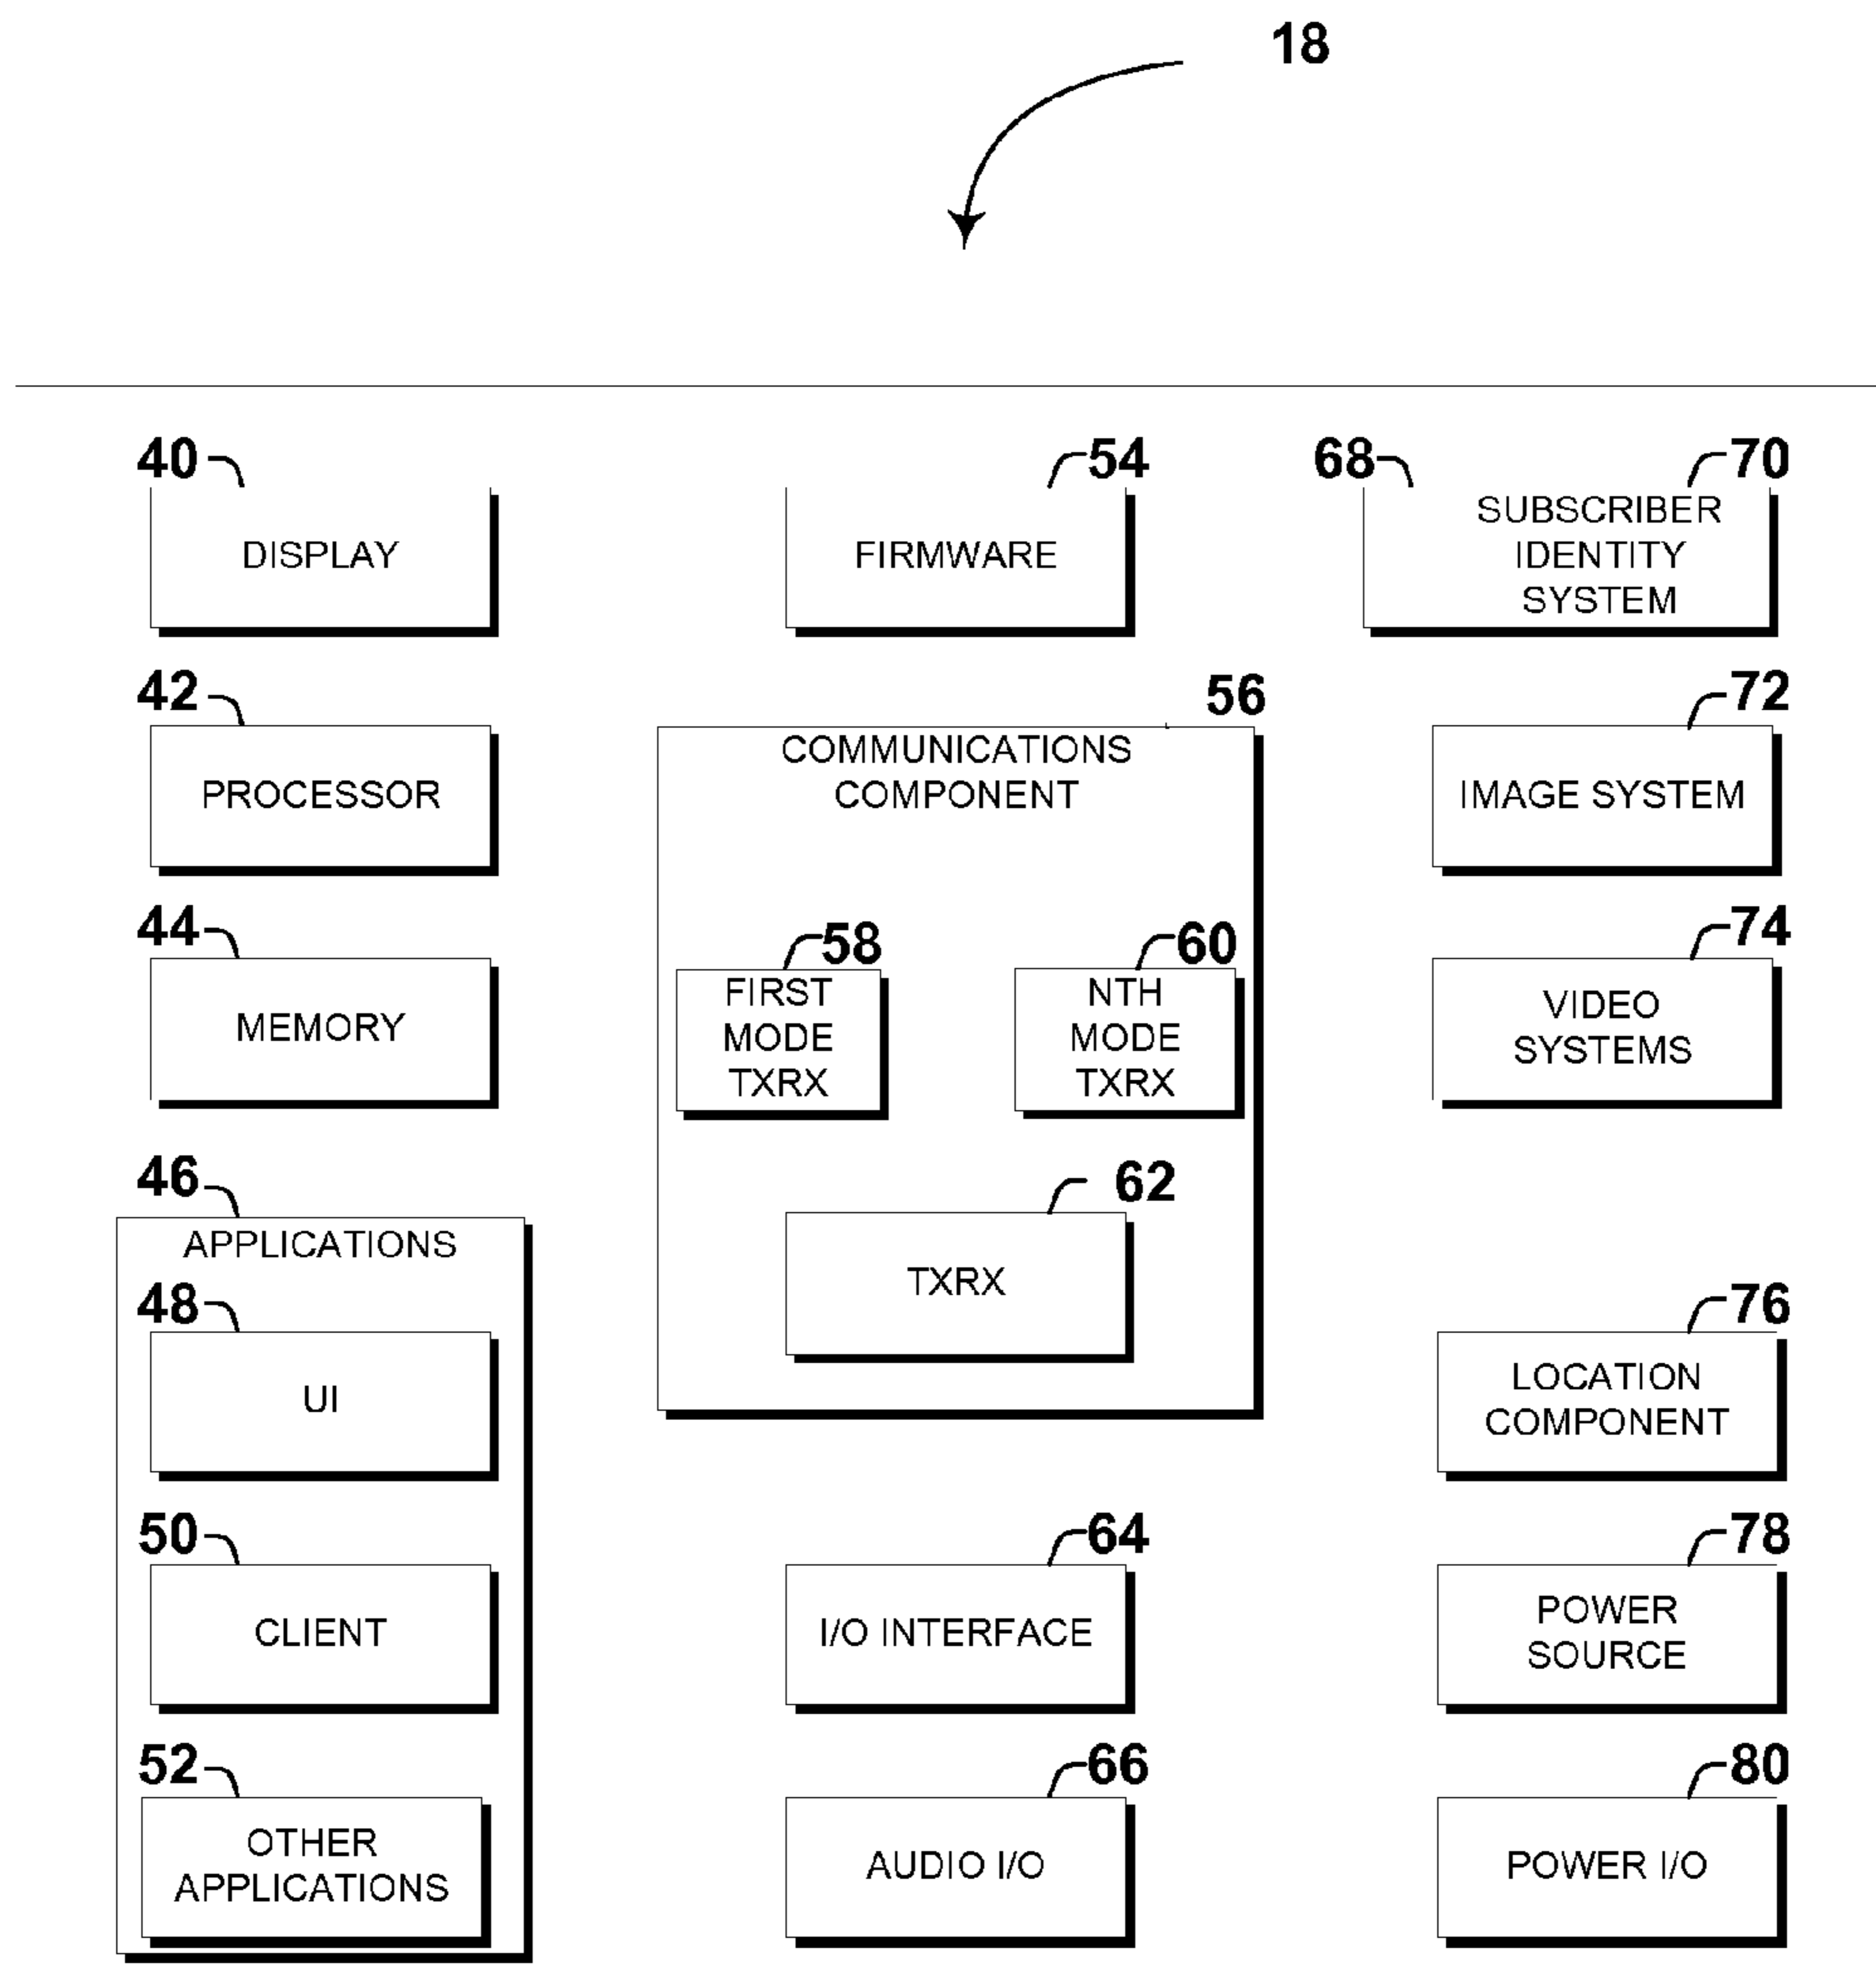 18
40
DISPLAY
42
PROCESSOR
44
MEMORY
46
APPLICATIONS
48
UI
50
CLIENT
52
OTHER
APPLICATIONS
54
FIRMWARE
56
COMMUNICATIONS
COMPONENT
58
FIRST
MODE
TXRX
60
NTH
MODE
TXRX
62
TXRX
64
I/O INTERFACE
66
AUDIO I/O
68
70
SUBSCRIBER
IDENTITY
SYSTEM
72
IMAGE SYSTEM
74
VIDEO
SYSTEMS
76
LOCATION
COMPONENT
78
POWER
SOURCE
80
POWER I/O